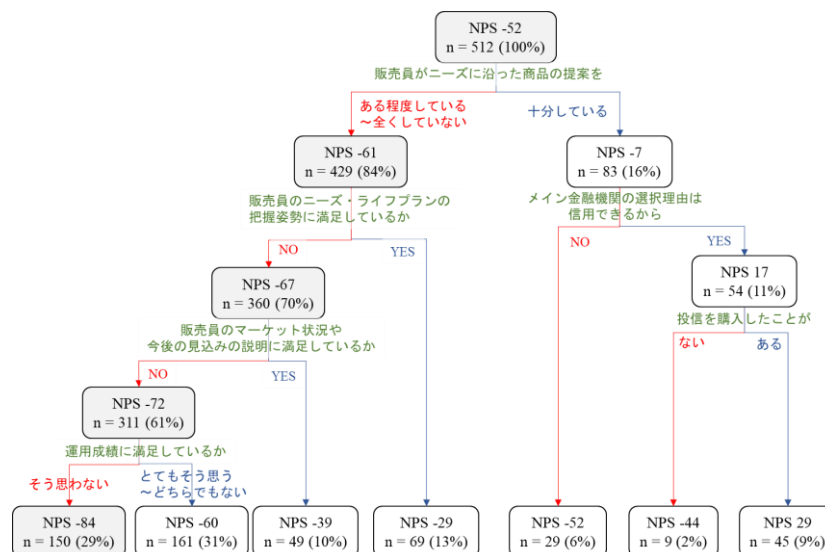 NPS -52
n = 512 (100%)
販売員がニーズに沿った商品の提案を
ある程度している
～全くしていない
十分している
NPS -61
n = 429 (84%)
NPS -7
n = 83 (16%)
販売員のニーズ・ライフプランの
把握姿勢に満足しているか
メイン金融機関の選択理由は
信用できるから
NO
YES
NO
YES
NPS -67
n = 360 (70%)
NPS 17
n = 54 (11%)
販売員のマーケット状況や
今後の見込みの説明に満足しているか
投信を購入したことが
ない
ある
NO
YES
NPS -72
n = 311 (61%)
運用成績に満足しているか
そう思わない
とてもそう思う
～どちらでもない
NPS -84
n = 150 (29%)
NPS -60
n = 161 (31%)
NPS -39
n = 49 (10%)
NPS -29
n = 69 (13%)
NPS -52
n = 29 (6%)
NPS -44
n = 9 (2%)
NPS 29
n = 45 (9%)